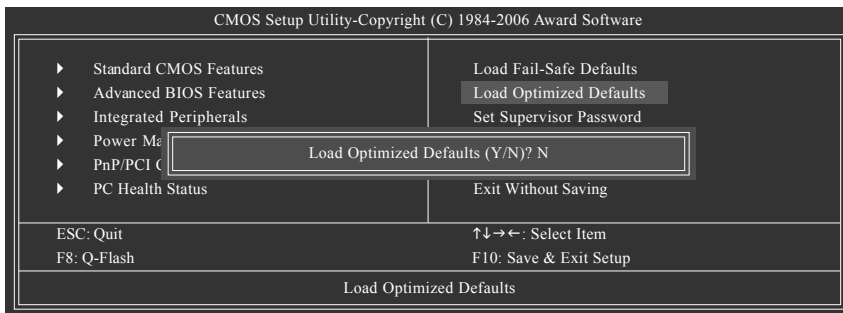 CMOS Setup Utility-Copyright (C) 1984-2006 Award Software
Standard CMOS Features
Advanced BIOS Features
Integrated Peripherals
Power Ma
PnP/PCI
PC Health Status
Load Fail-Safe Defaults
Load Optimized Defaults
Set Supervisor Password
Exit Without Saving
Load Optimized Defaults (Y/N)? N
ESC: Quit
↑↓→←: Select Item
F8: Q-Flash
F10: Save & Exit Setup
Load Optimized Defaults